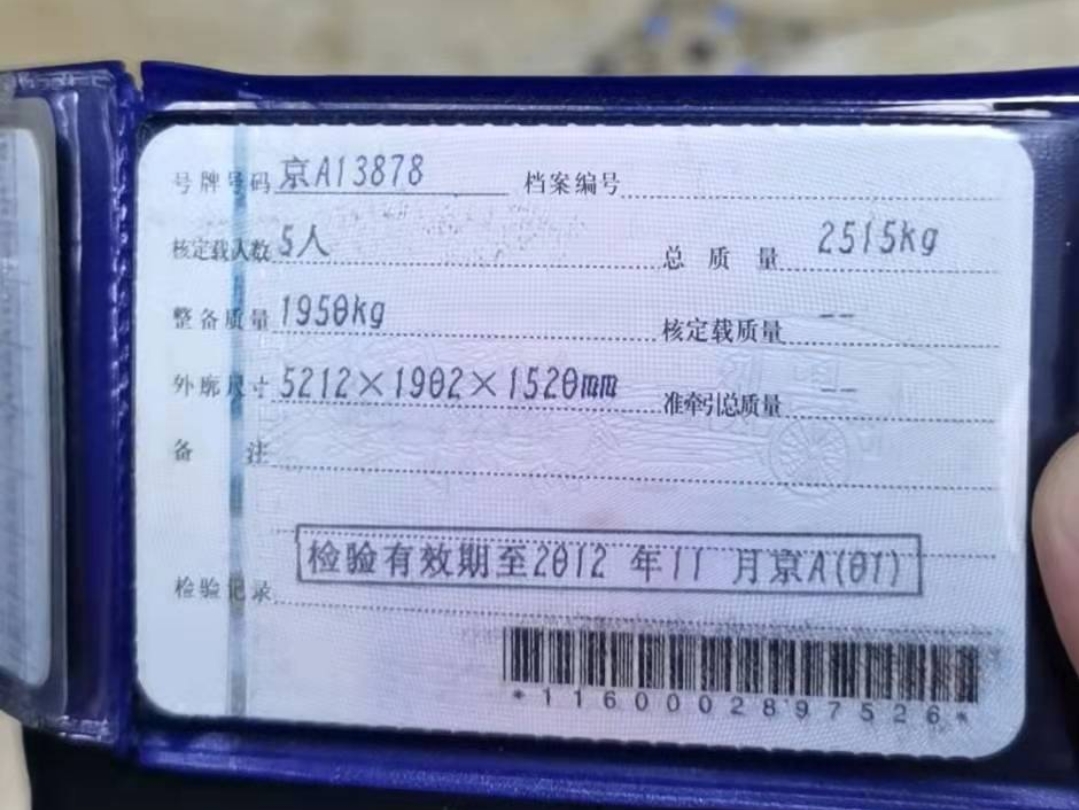 号牌号码 京A13878 档案编号
核定载人数 5人 总质量 2515kg
整备质量 1950kg 核定载质量 --
外廓尺寸 5212×1902×1520mm 准牵引总质量 --
备注
检验有效期至2012 年11 月京A(01)
检验记录
*1160002897526*